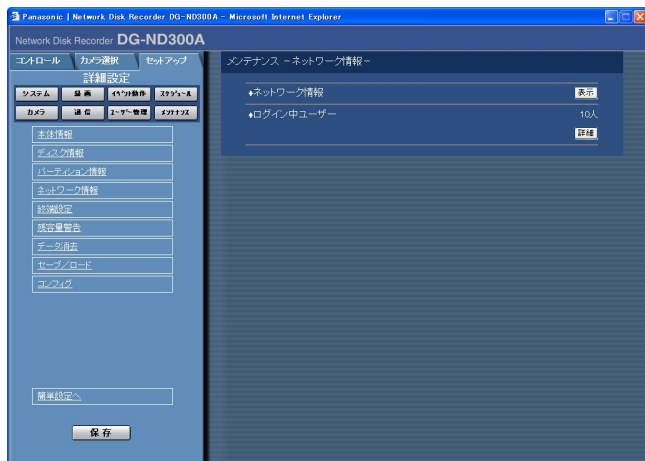 Panasonic | Network Disk Recorder DG-ND300A - Microsoft Internet Explorer
Network Disk Recorder DG-ND300A
コントロール カメラ選択 セットアップ
詳細設定
システム 録画 イベント動作 スケジュール
カメラ 通信 ユーザー管理 メンテナンス
本体情報
ディスク情報
パーティション情報
ネットワーク情報
終端設定
残容量警告
データ消去
セーブ/ロード
コンフィグ
簡単設定へ
保存
メンテナンス -ネットワーク情報-
♦ネットワーク情報 表示
♦ログイン中ユーザー 10人
詳細